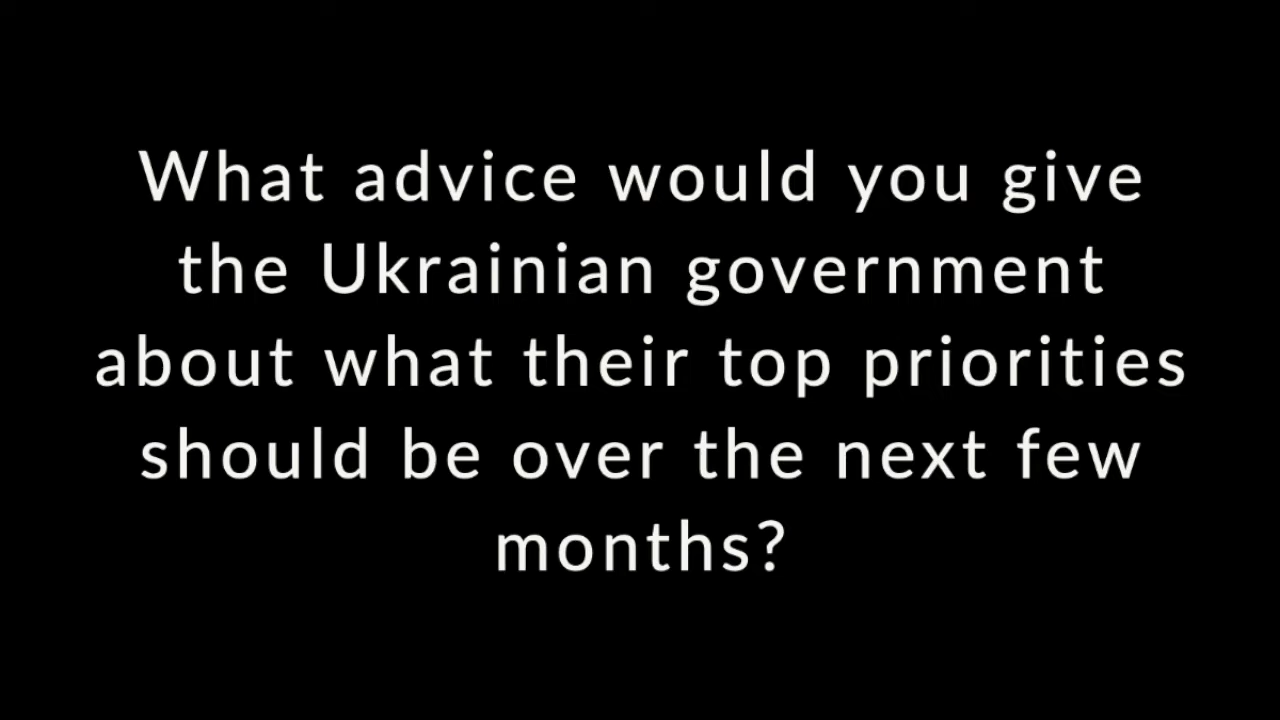 What advice would you give
the Ukrainian government
about what their top priorities
should be over the next few
months?